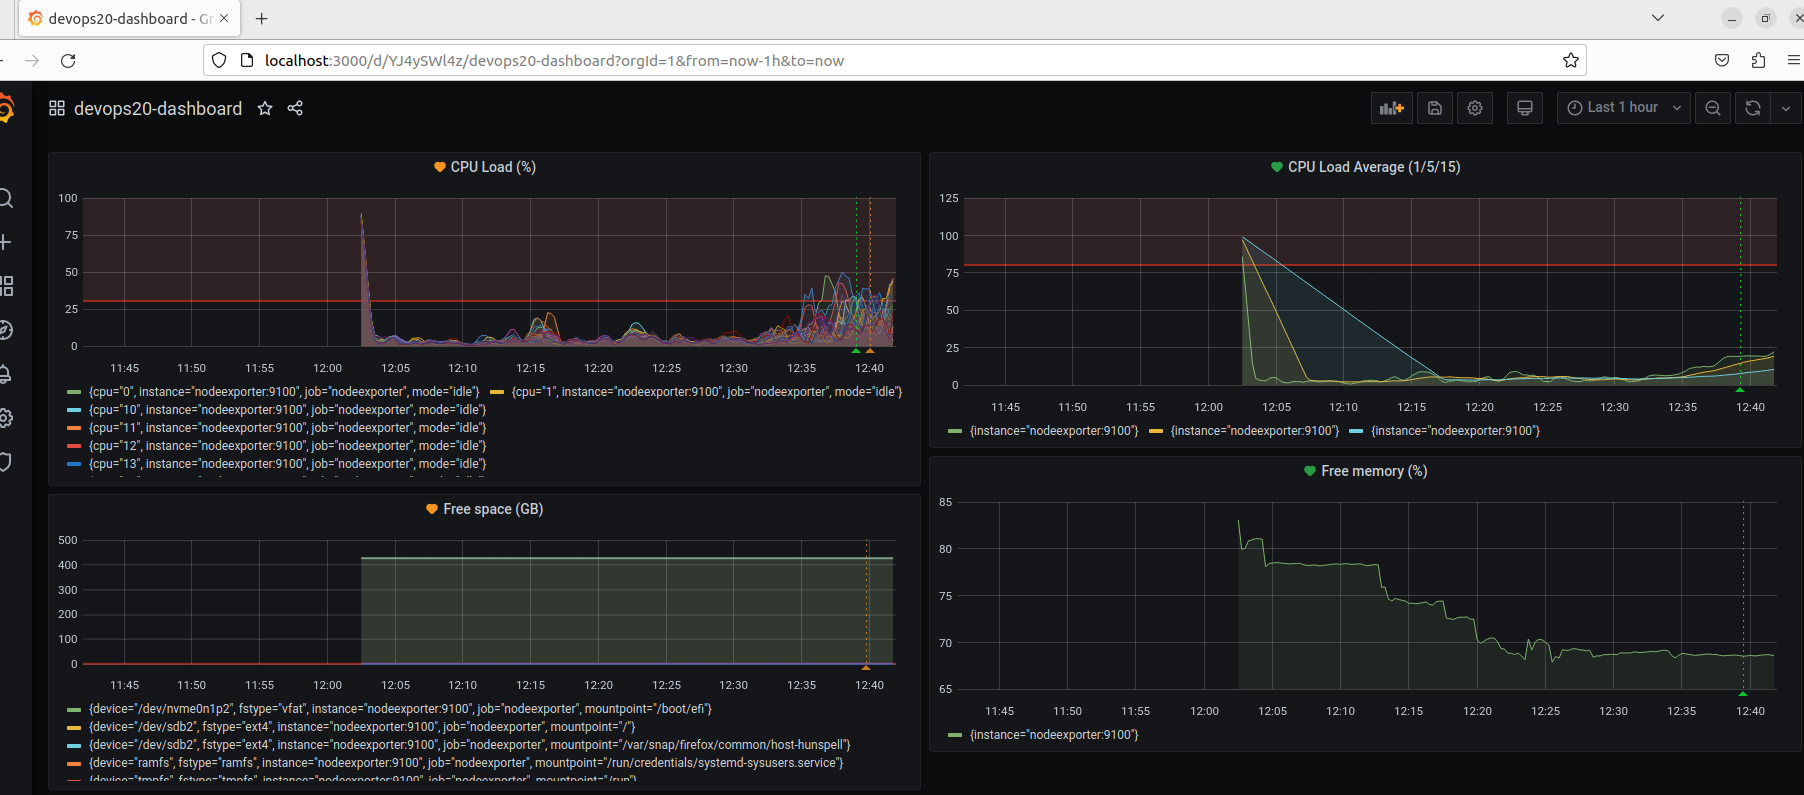 devops20-dashboard - Gr
localhost:3000/d/YJ4ySWl4z/devops20-dashboard?orgId=1&from=now-1h&to=now
devops20-dashboard
Last 1 hour
CPU Load (%)
100
75
50
25
0
11:45 11:50 11:55 12:00 12:05 12:10 12:15 12:20 12:25 12:30 12:35 12:40
{cpu="0", instance="nodeexporter:9100", job="nodeexporter", mode="idle"} {cpu="1", instance="nodeexporter:9100", job="nodeexporter", mode="idle"}
{cpu="10", instance="nodeexporter:9100", job="nodeexporter", mode="idle"}
{cpu="11", instance="nodeexporter:9100", job="nodeexporter", mode="idle"}
{cpu="12", instance="nodeexporter:9100", job="nodeexporter", mode="idle"}
{cpu="13", instance="nodeexporter:9100", job="nodeexporter", mode="idle"}
CPU Load Average (1/5/15)
125
100
75
50
25
0
11:45 11:50 11:55 12:00 12:05 12:10 12:15 12:20 12:25 12:30 12:35 12:40
{instance="nodeexporter:9100"} {instance="nodeexporter:9100"} {instance="nodeexporter:9100"}
Free space (GB)
500
400
300
200
100
0
11:45 11:50 11:55 12:00 12:05 12:10 12:15 12:20 12:25 12:30 12:35 12:40
{device="/dev/nvme0n1p2", fstype="vfat", instance="nodeexporter:9100", job="nodeexporter", mountpoint="/boot/efi"}
{device="/dev/sdb2", fstype="ext4", instance="nodeexporter:9100", job="nodeexporter", mountpoint="/"}
{device="/dev/sdb2", fstype="ext4", instance="nodeexporter:9100", job="nodeexporter", mountpoint="/var/snap/firefox/common/host-hunspell"}
{device="ramfs", fstype="ramfs", instance="nodeexporter:9100", job="nodeexporter", mountpoint="/run/credentials/systemd-sysusers.service"}
{device="tmpfs", fstype="tmpfs", instance="nodeexporter:9100", job="nodeexporter", mountpoint="/run"}
Free memory (%)
85
80
75
70
65
11:45 11:50 11:55 12:00 12:05 12:10 12:15 12:20 12:25 12:30 12:35 12:40
{instance="nodeexporter:9100"}